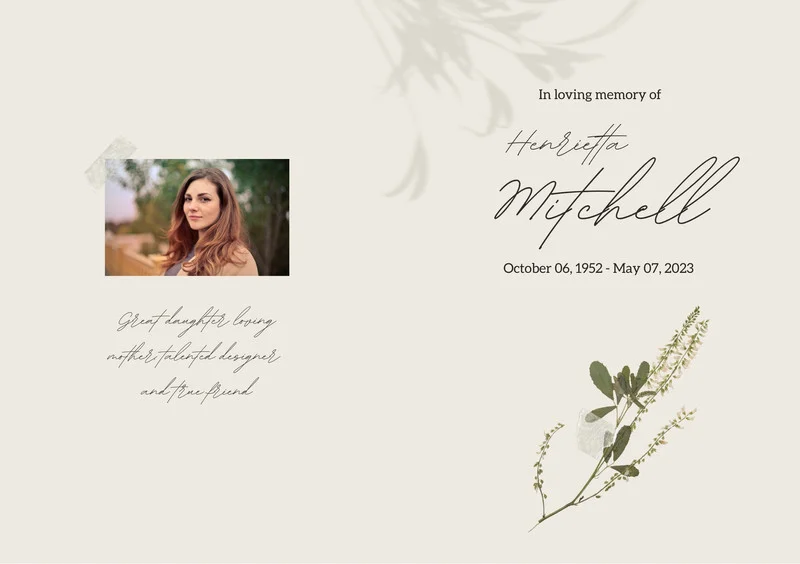 In loving memory of
Henrietta
Mitchell
October 06, 1952 - May 07, 2023
Great daughter loving
mother, talented designer
and true friend